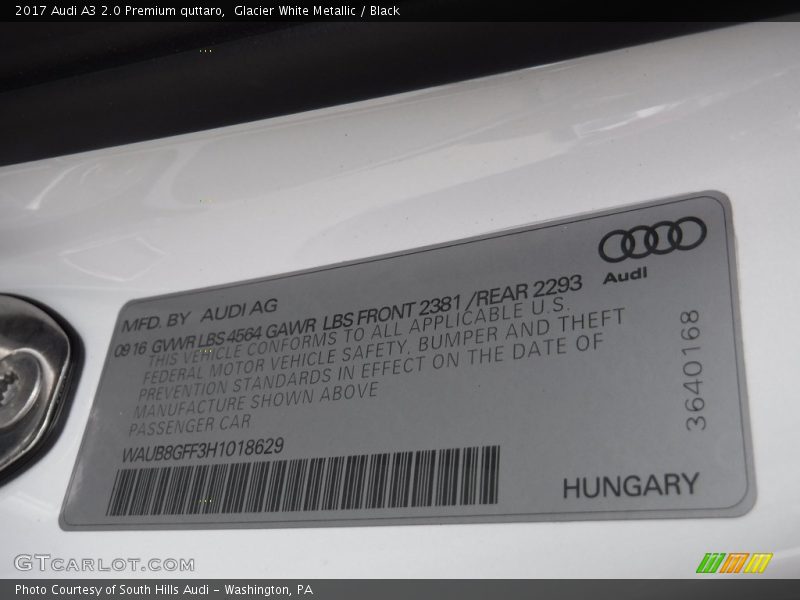 2017 Audi A3 2.0 Premium quttaro,  Glacier White Metallic / Black
Audi
MFD. BY AUDI AG
09 16 GVWR LBS 4564 GAWR LBS FRONT 2381 /REAR 2293
THIS VEHICLE CONFORMS TO ALL APPLICABLE U.S.
FEDERAL MOTOR VEHICLE SAFETY, BUMPER AND THEFT
PREVENTION STANDARDS IN EFFECT ON THE DATE OF
MANUFACTURE SHOWN ABOVE
PASSENGER CAR
WAUB8GFF3H1018629
3640168
HUNGARY
GTCARLOT.COM
Photo Courtesy of South Hills Audi - Washington, PA